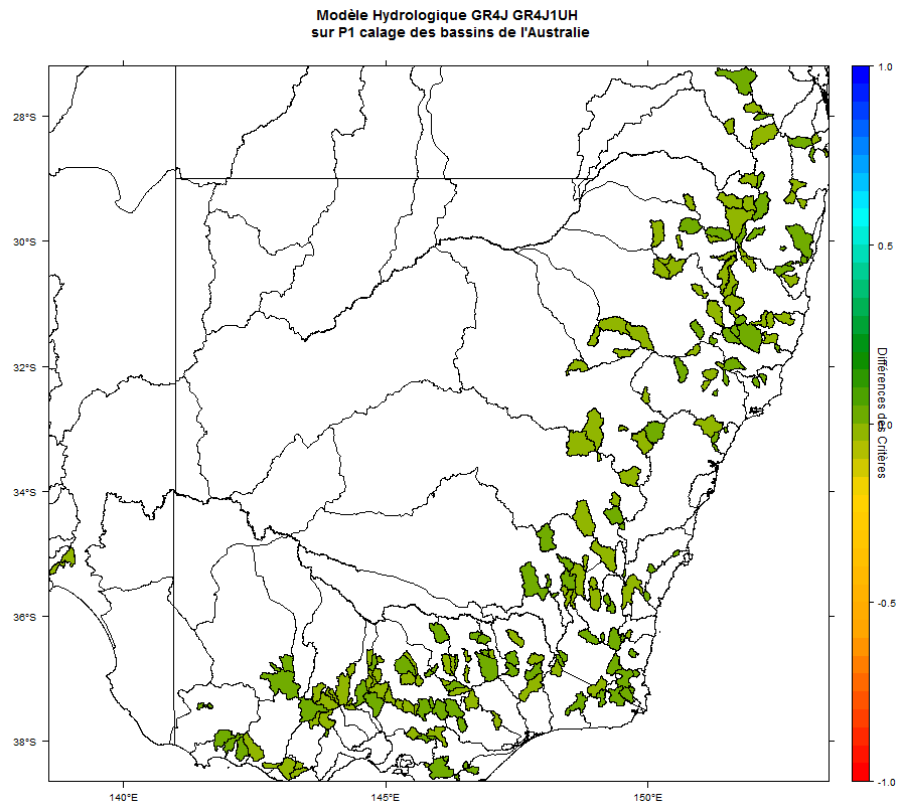 Modèle Hydrologique GR4J GR4J1UH
sur P1 calage des bassins de l'Australie
28°S
30°S
32°S
34°S
36°S
38°S
140°E
145°E
150°E
1.0
0.5
0.0
-0.5
-1.0
Différences des Critères